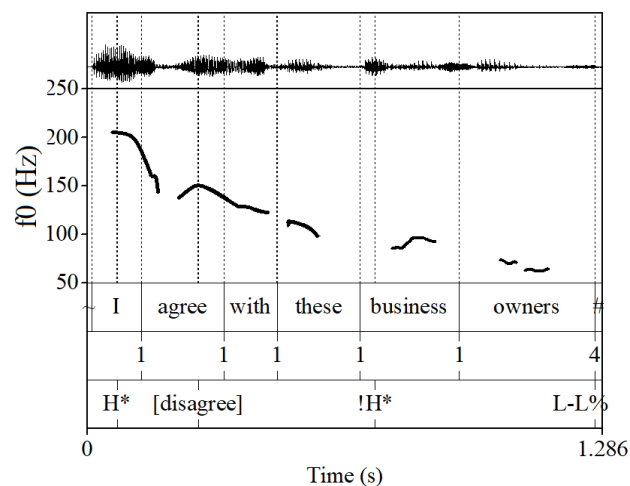 250
200
150
100
50
f0 (Hz)
~ I agree with these business owners #
1 1 1 1 1 4
H* [disagree] !H* L-L%
0 1.286
Time (s)